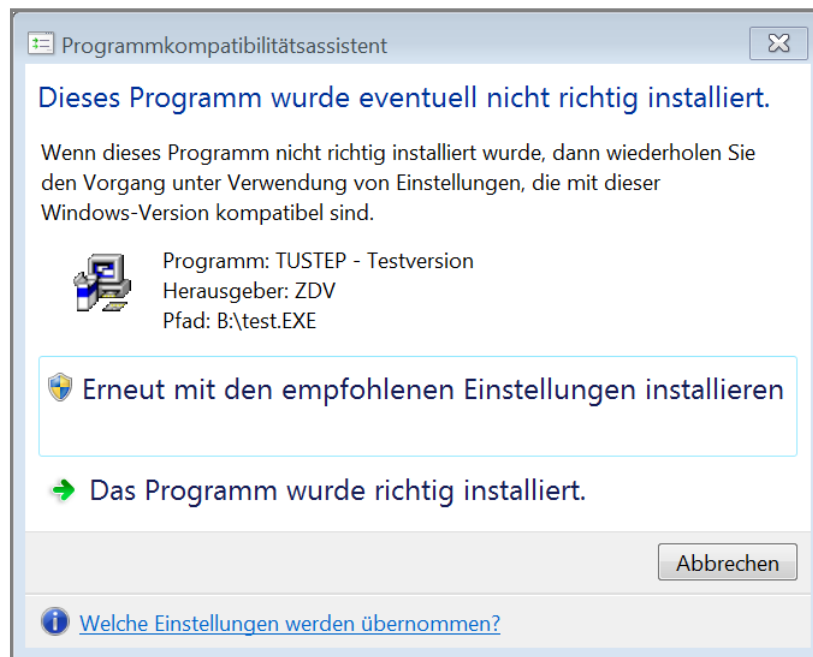 Programmkompatibilitätsassistent
Dieses Programm wurde eventuell nicht richtig installiert.
Wenn dieses Programm nicht richtig installiert wurde, dann wiederholen Sie
den Vorgang unter Verwendung von Einstellungen, die mit dieser
Windows-Version kompatibel sind.
Programm: TUSTEP - Testversion
Herausgeber: ZDV
Pfad: B:\test.EXE
Erneut mit den empfohlenen Einstellungen installieren
Das Programm wurde richtig installiert.
Abbrechen
Welche Einstellungen werden übernommen?